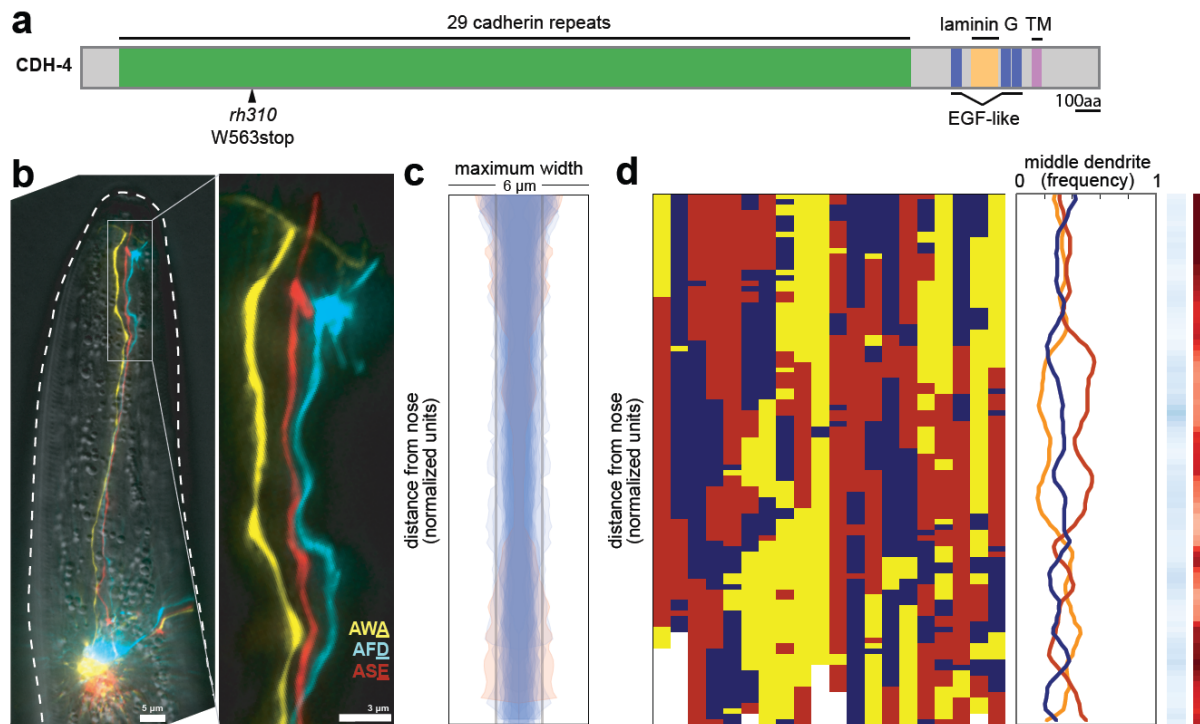 a
29 cadherin repeats
laminin G TM
CDH-4
rh310
W563stop
EGF-like
100aa
b
c
d
maximum width
6 µm
middle dendrite
0 (frequency) 1
distance from nose
(normalized units)
distance from nose
(normalized units)
AWA
AFD
ASE
5 µm
3 µm